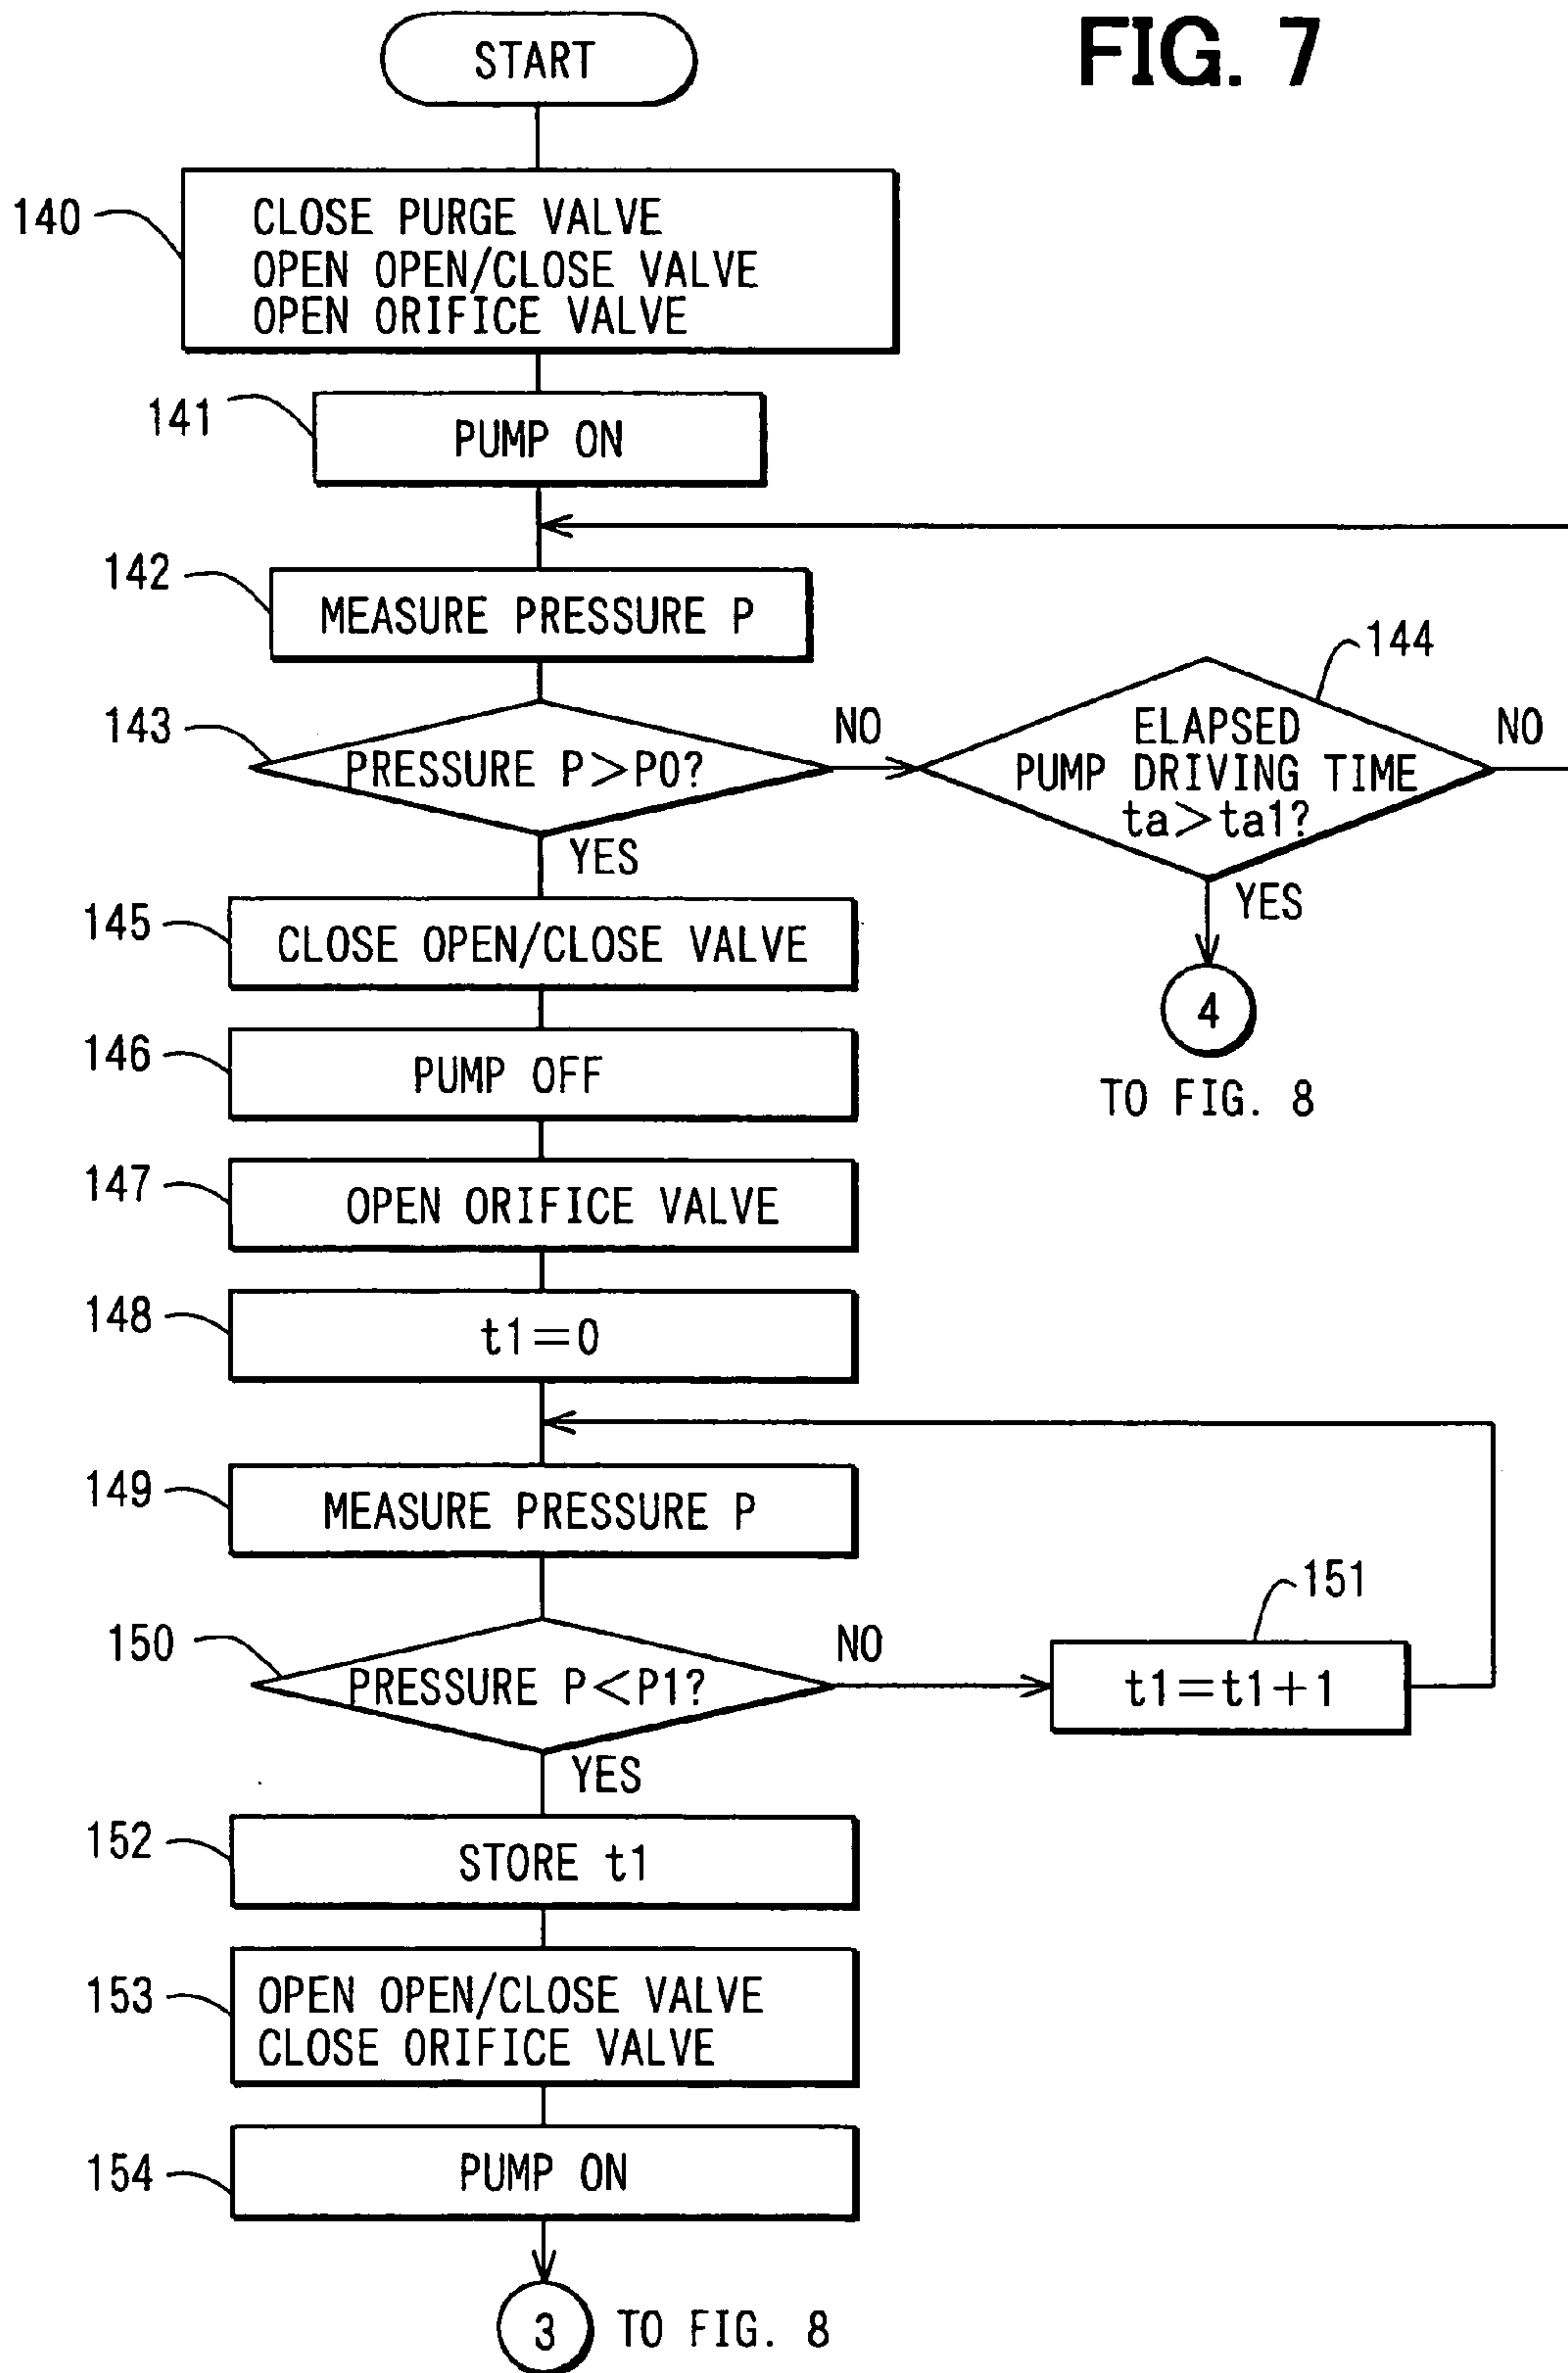 FIG. 7
START
140
CLOSE PURGE VALVE
OPEN OPEN/CLOSE VALVE
OPEN ORIFICE VALVE
141
PUMP ON
142
MEASURE PRESSURE P
143
PRESSURE P>P0?
NO
YES
144
ELAPSED
PUMP DRIVING TIME
ta>ta1?
NO
YES
4
TO FIG. 8
145
CLOSE OPEN/CLOSE VALVE
146
PUMP OFF
147
OPEN ORIFICE VALVE
148
t1=0
149
MEASURE PRESSURE P
150
PRESSURE P<P1?
NO
151
t1=t1+1
YES
152
STORE t1
153
OPEN OPEN/CLOSE VALVE
CLOSE ORIFICE VALVE
154
PUMP ON
3
TO FIG. 8